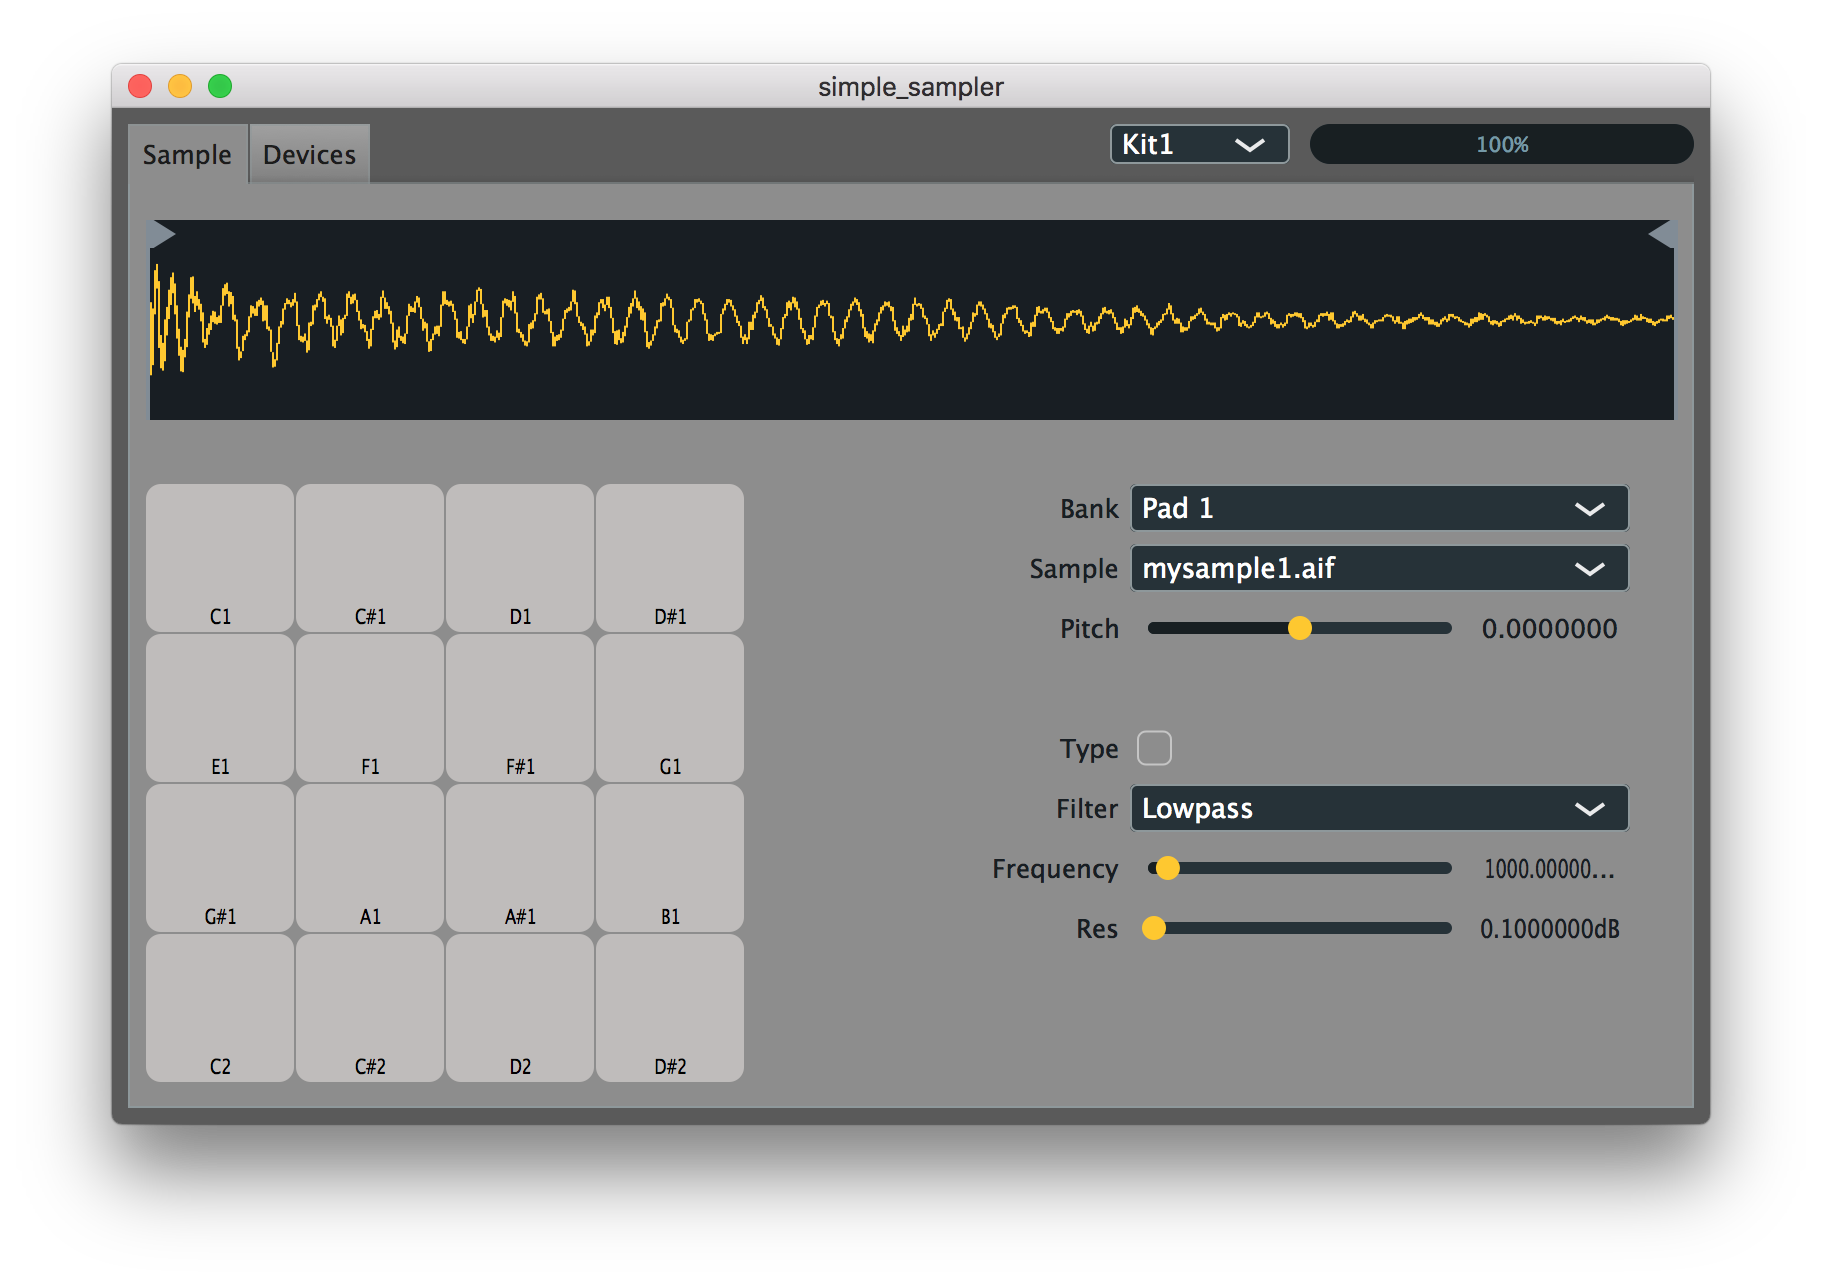 simple_sampler
Sample Devices Kit1 100%
C1 C#1 D1 D#1
E1 F1 F#1 G1
G#1 A1 A#1 B1
C2 C#2 D2 D#2
Bank Pad 1
Sample mysample1.aif
Pitch 0.0000000
Type
Filter Lowpass
Frequency 1000.00000...
Res 0.1000000dB